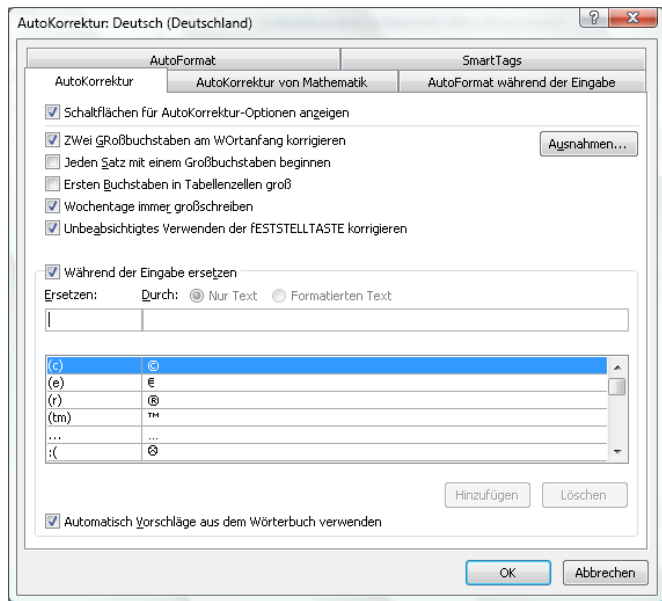 AutoKorrektur: Deutsch (Deutschland)
AutoFormat SmartTags
AutoKorrektur AutoKorrektur von Mathematik AutoFormat während der Eingabe
Schaltflächen für AutoKorrektur-Optionen anzeigen
ZWei GRoßbuchstaben am WOrtanfang korrigieren Ausnahmen...
Jeden Satz mit einem Großbuchstaben beginnen
Ersten Buchstaben in Tabellenzellen groß
Wochentage immer großschreiben
Unbeabsichtigtes Verwenden der fESTSTELLTASTE korrigieren
Während der Eingabe ersetzen
Ersetzen: Durch: Nur Text Formatierten Text
(c) ©
(e) €
(r) ®
(tm) ™
... …
:( ☹
Hinzufügen Löschen
Automatisch Vorschläge aus dem Wörterbuch verwenden
OK Abbrechen